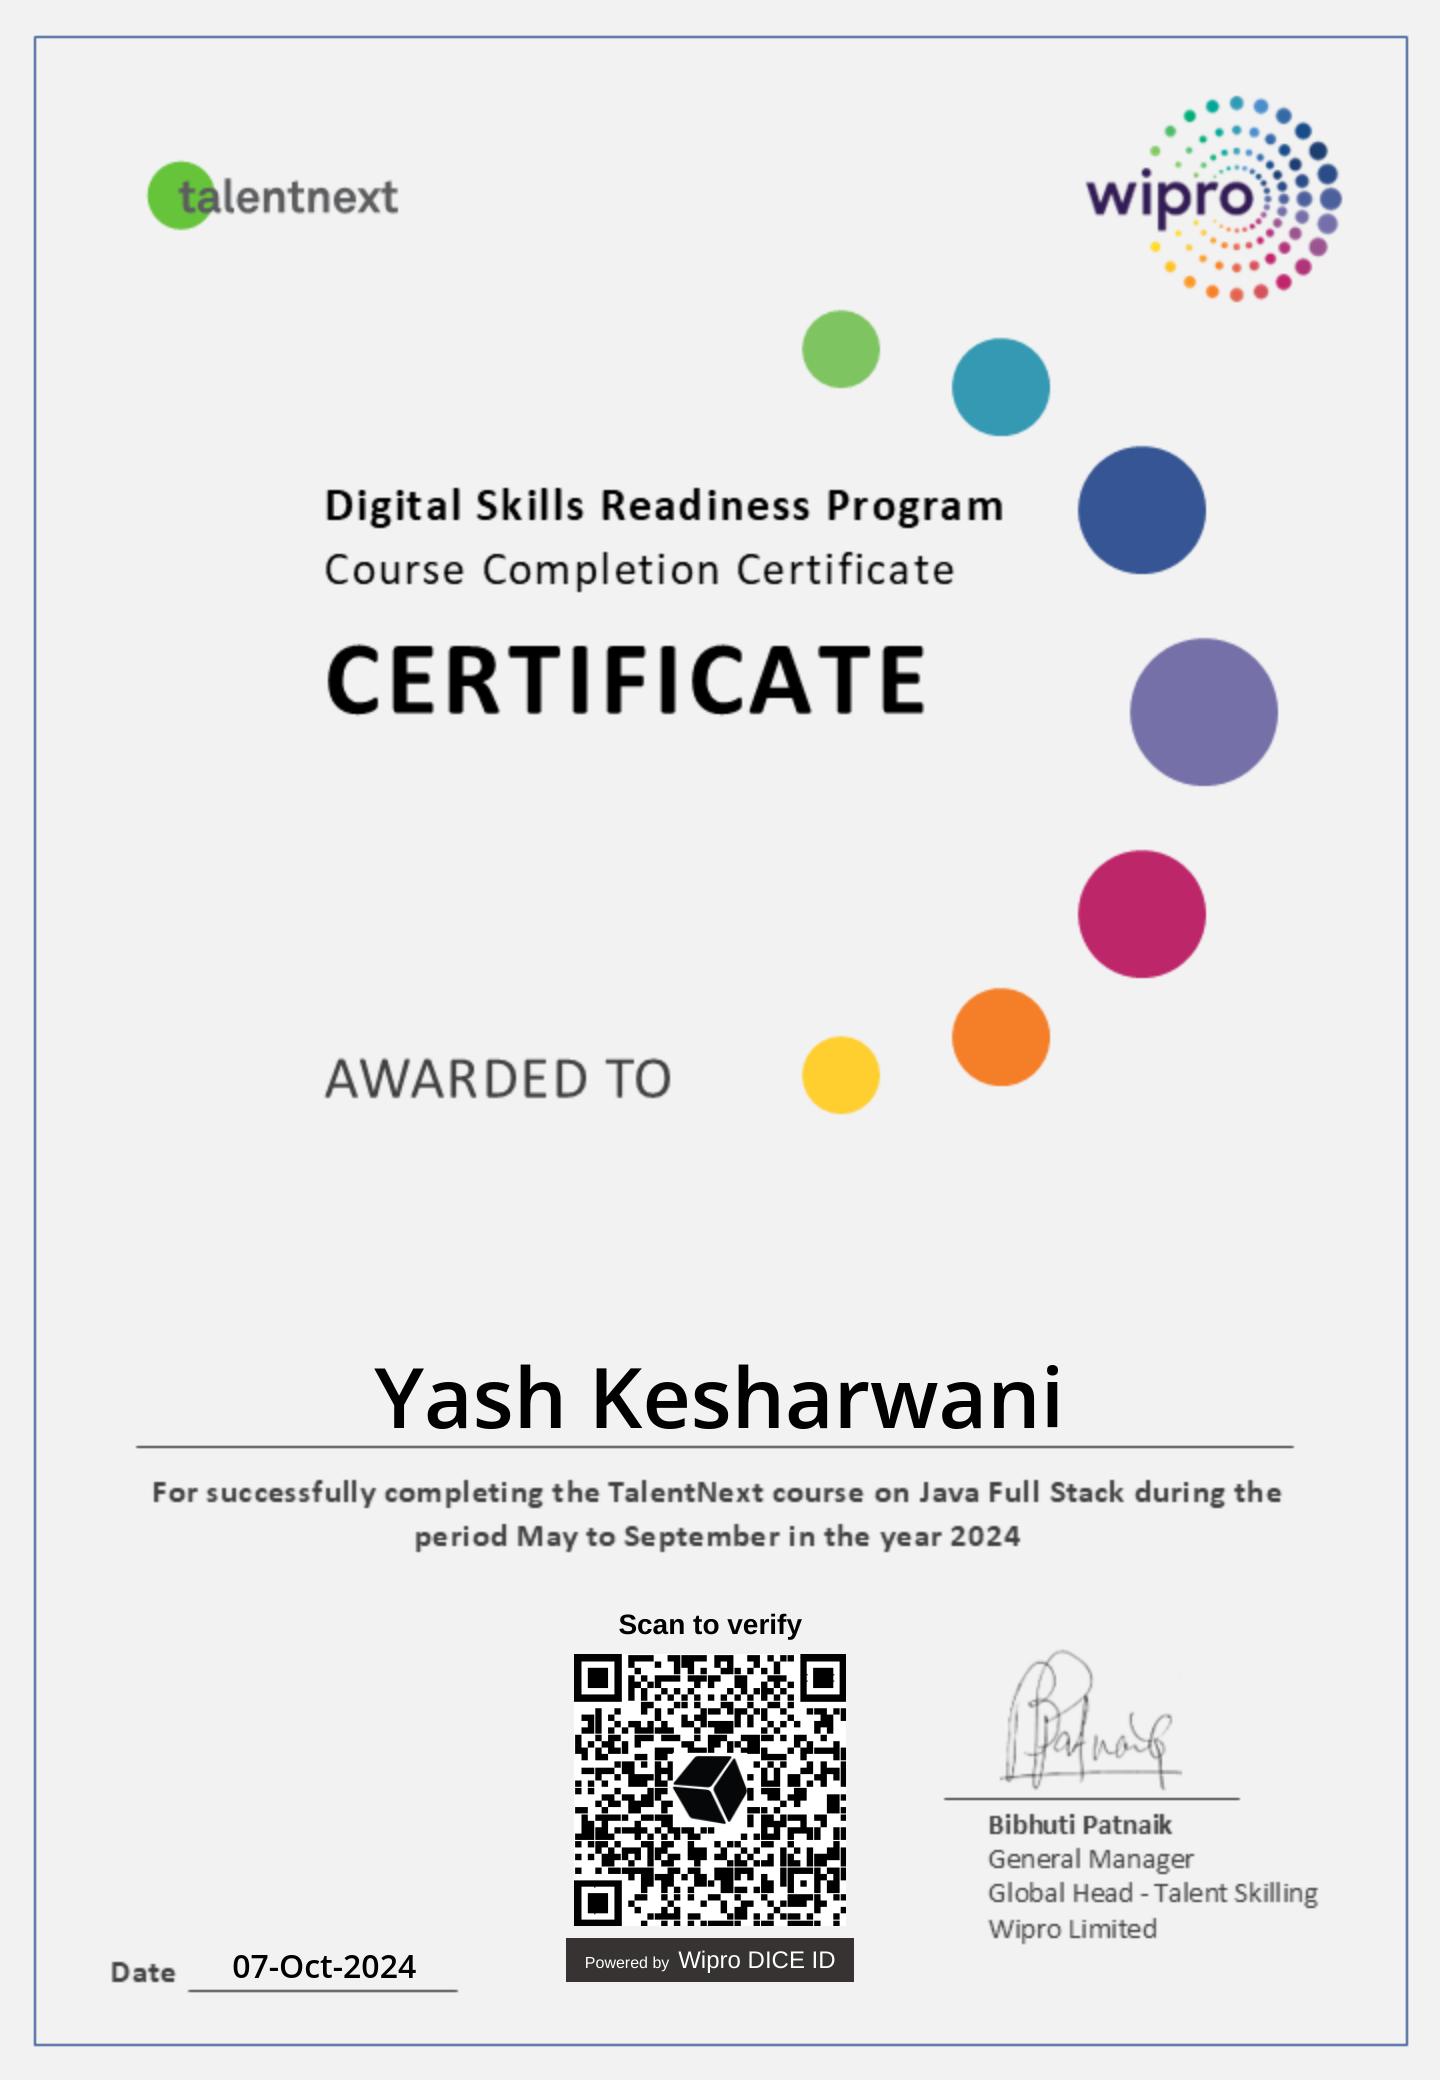 talentnext
wipro
Digital Skills Readiness Program
Course Completion Certificate
CERTIFICATE
AWARDED TO
Yash Kesharwani
For successfully completing the TalentNext course on Java Full Stack during the
period May to September in the year 2024
Scan to verify
BPatnaik
Bibhuti Patnaik
General Manager
Global Head - Talent Skilling
Wipro Limited
Date 07-Oct-2024
Powered by Wipro DICE ID